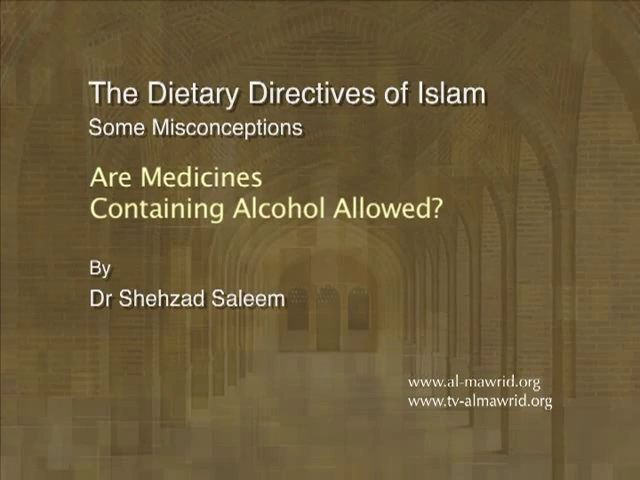 The Dietary Directives of Islam
Some Misconceptions
Are Medicines
Containing Alcohol Allowed?
By
Dr Shehzad Saleem
www.al-mawrid.org
www.tv-almawrid.org